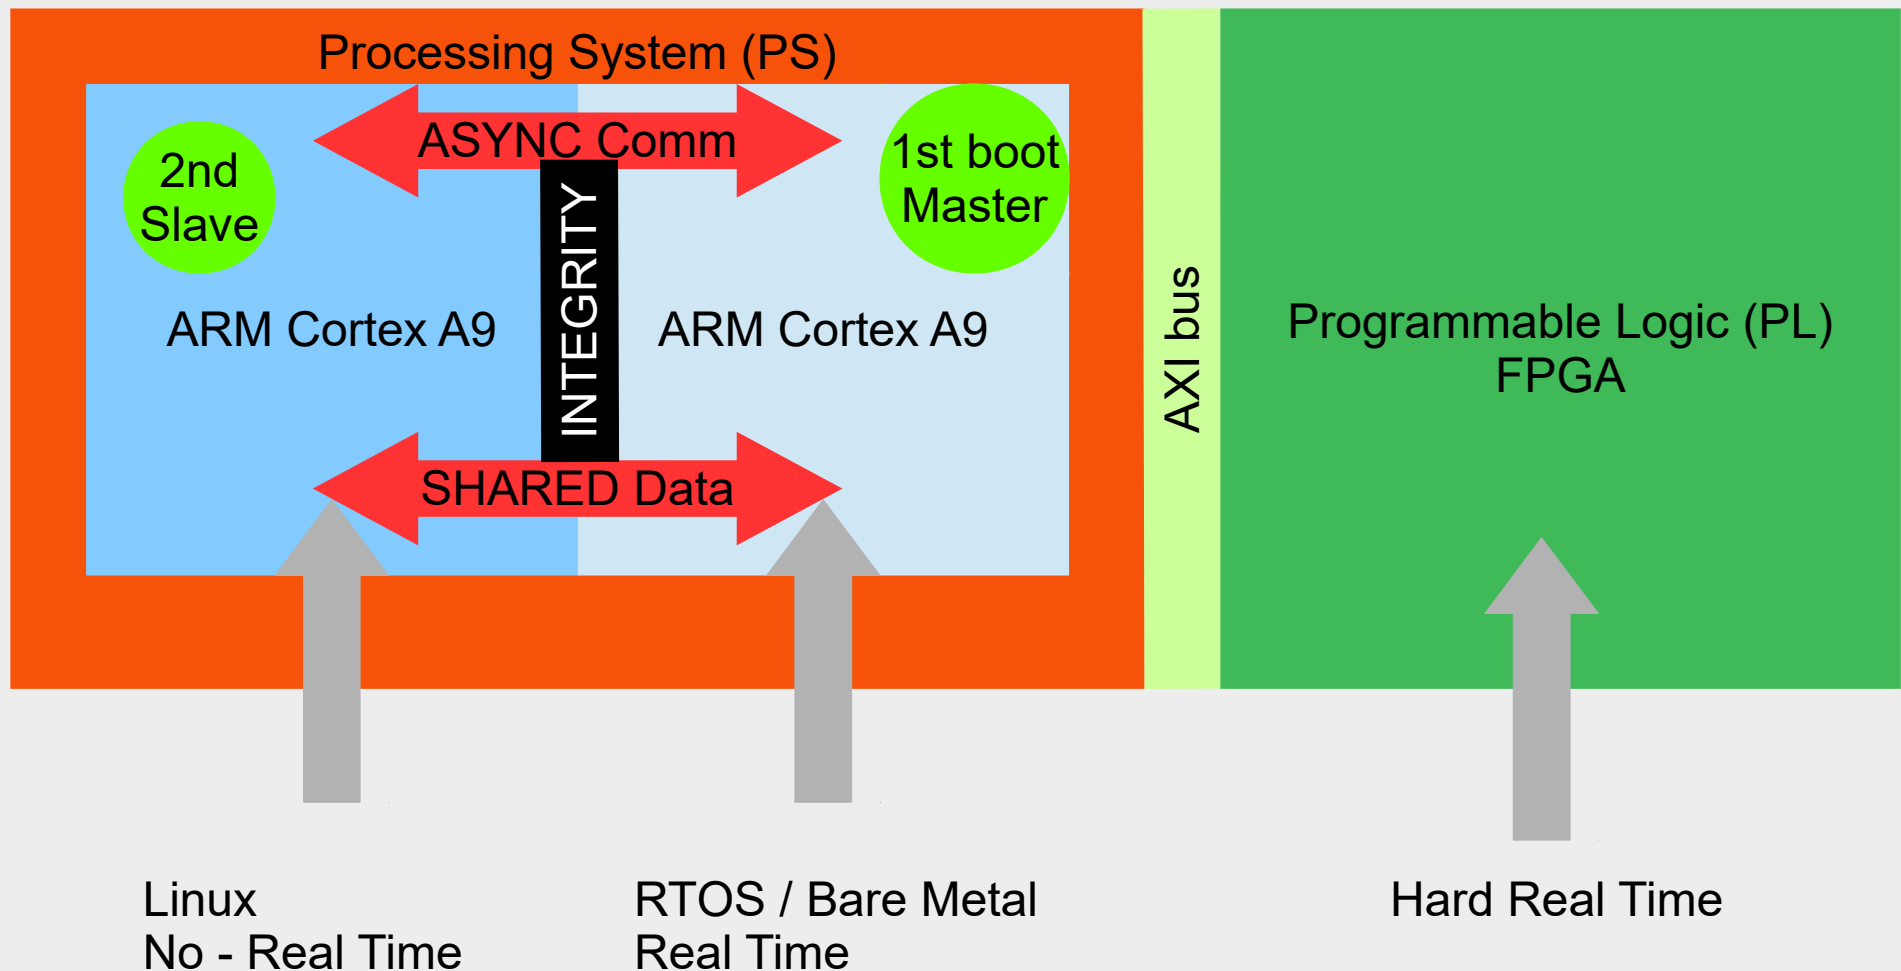 Processing System (PS)
ASYNC Comm
2nd
Slave
1st boot
Master
INTEGRITY
ARM Cortex A9
ARM Cortex A9
SHARED Data
AXI bus
Programmable Logic (PL)
FPGA
Linux
No - Real Time
RTOS / Bare Metal
Real Time
Hard Real Time